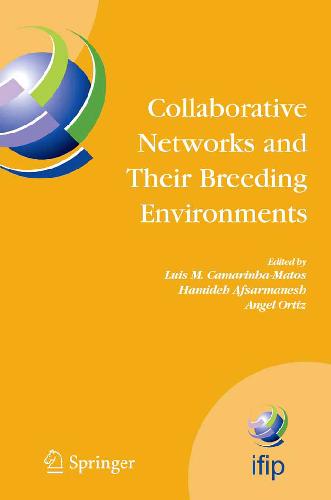 Collaborative
Networks and
Their Breeding
Environments
Edited by
Luis M. Camarinha-Matos
Hamideh Afsarmanesh
Angel Ortiz
Springer
ifip